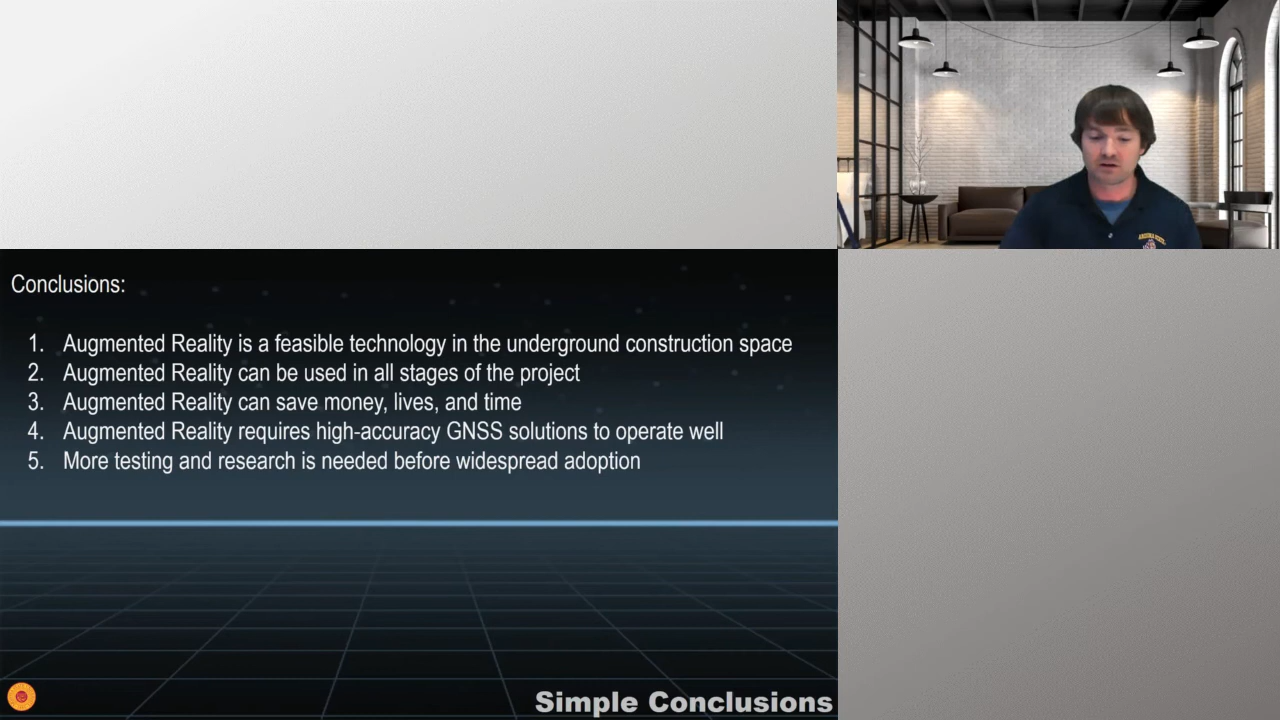 Conclusions:
1. Augmented Reality is a feasible technology in the underground construction space
2. Augmented Reality can be used in all stages of the project
3. Augmented Reality can save money, lives, and time
4. Augmented Reality requires high-accuracy GNSS solutions to operate well
5. More testing and research is needed before widespread adoption
Simple Conclusions